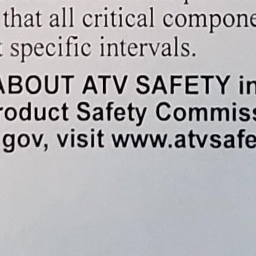 that all critical compone
specific intervals.
ABOUT ATV SAFETY in
roduct Safety Commiss
gov, visit www.atvsafe